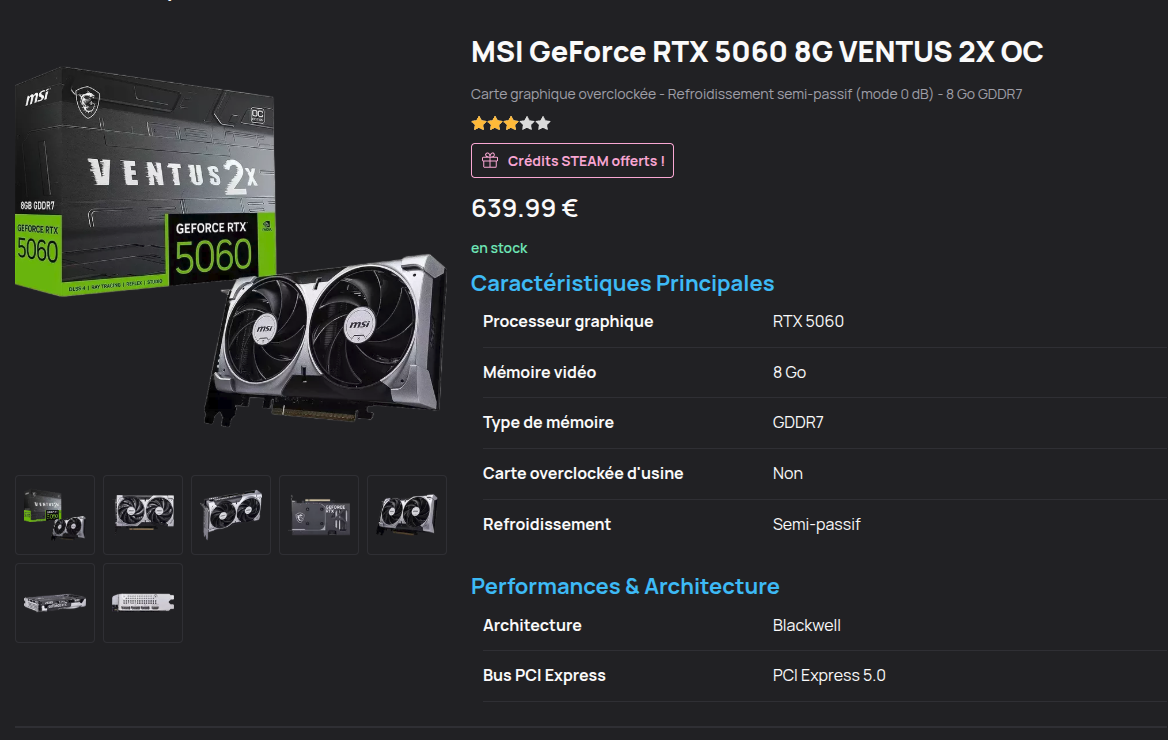 MSI GeForce RTX 5060 8G VENTUS 2X OC
Carte graphique overclockée - Refroidissement semi-passif (mode 0 dB) - 8 Go GDDR7
Crédits STEAM offerts !
639.99 €
en stock
Caractéristiques Principales
Processeur graphique RTX 5060
Mémoire vidéo 8 Go
Type de mémoire GDDR7
Carte overclockée d'usine Non
Refroidissement Semi-passif
Performances & Architecture
Architecture Blackwell
Bus PCI Express PCI Express 5.0
msi
OC
VENTUS 2X
8GB GDDR7
GEFORCE RTX
5060
GEFORCE RTX
5060
msi
msi